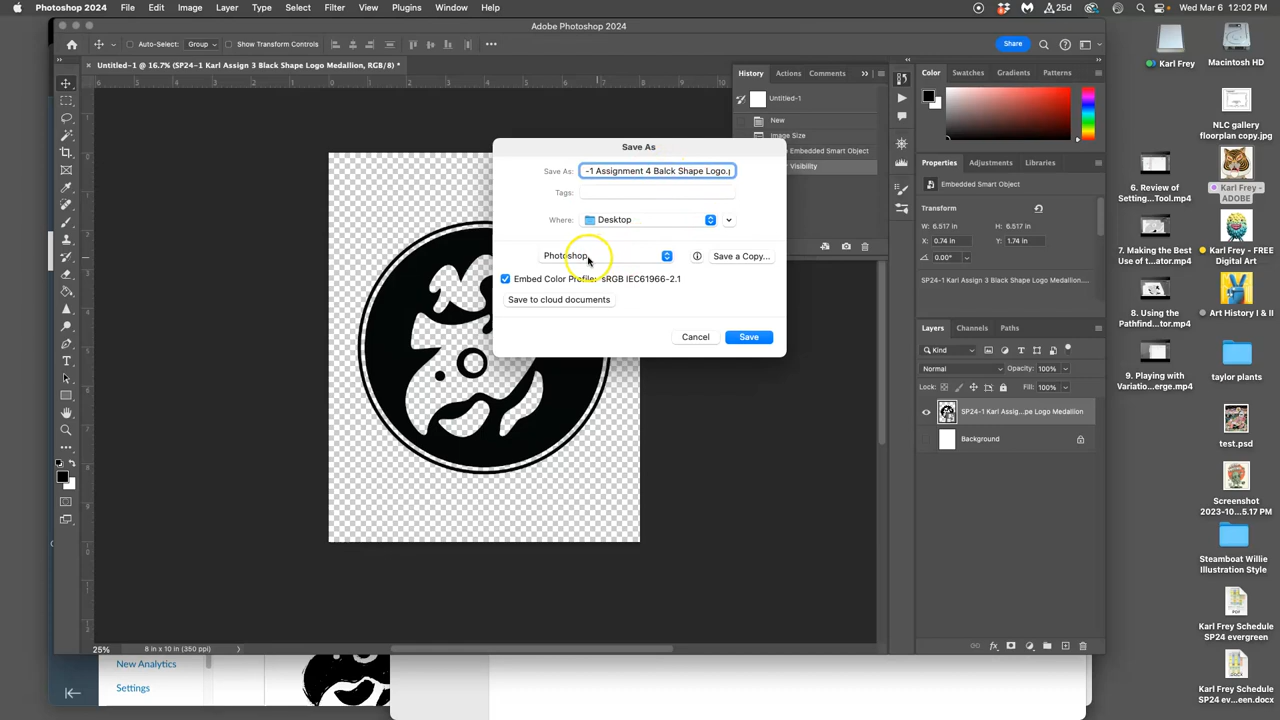 Photoshop 2024 File Edit Image Layer Type Select Filter View Plugins Window Help 25d Wed Mar 6 12:02 PM
Adobe Photoshop 2024
Auto-Select: Group Show Transform Controls Share
Untitled-1 @ 16.7% (SP24-1 Karl Assign 3 Black Shape Logo Medallion, RGB/8) *
History Actions Comments
Untitled-1
New
Image Size
Embedded Smart Object
Visibility
Color Swatches Gradients Patterns
Properties Adjustments Libraries
Embedded Smart Object
Transform
W: 6.517 in H: 6.517 in
X: 0.74 in Y: 1.74 in
0.00°
SP24-1 Karl Assign 3 Black Shape Logo Medallion....
Layers Channels Paths
Kind
Normal Opacity: 100%
Lock: Fill: 100%
SP24-1 Karl Assig...pe Logo Medallion
Background
Save As
Save As: -1 Assignment 4 Balck Shape Logo.p
Tags:
Where: Desktop
Photoshop Save a Copy...
Embed Color Profile: sRGB IEC61966-2.1
Save to cloud documents
Cancel Save
25% 8 in x 10 in (350 ppi)
New Analytics
Settings
Karl Frey
Macintosh HD
NLC gallery
floorplan copy.jpg
6. Review of
Setting...Tool.mp4
Karl Frey -
ADOBE
7. Making the Best
Use of t...tor.mp4
Karl Frey - FREE
Digital Art
8. Using the
Pathfind...tor.mp4
Art History I & II
9. Playing with
Variatio...erge.mp4
taylor plants
test.psd
Screenshot
2023-10...5.17 PM
Steamboat Willie
Illustration Style
Karl Frey Schedule
SP24 evergreen
Karl Frey Schedule
SP24 ev...een.docx